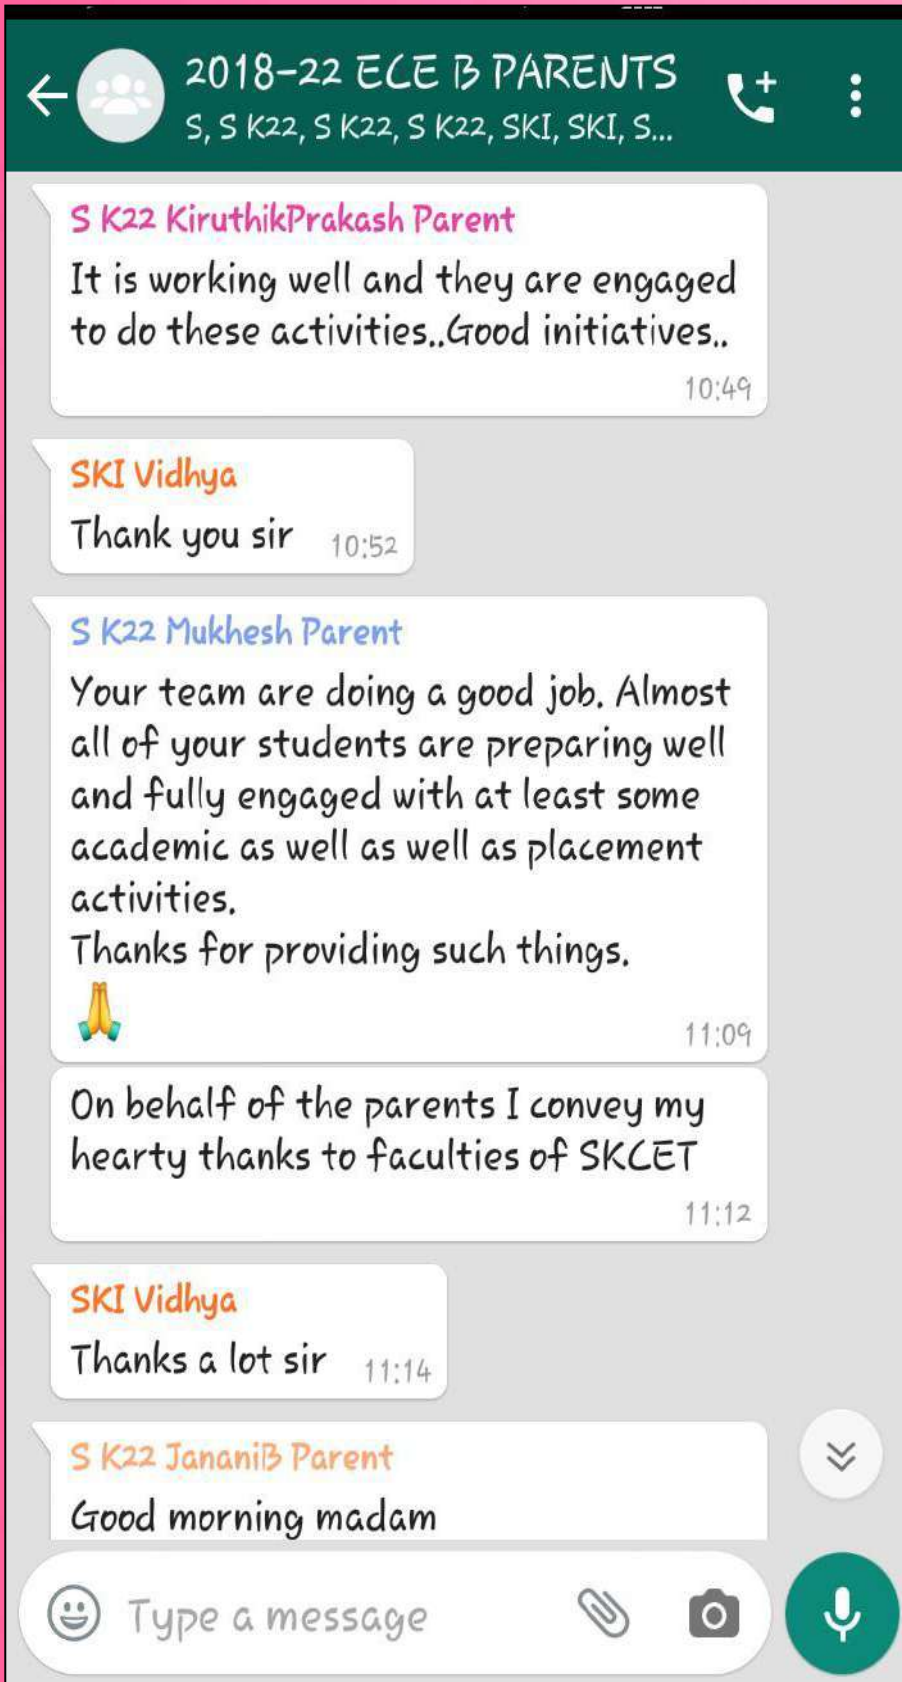 2018-22 ECE B PARENTS
S, S K22, S K22, S K22, SKI, SKI, S...
S K22 KiruthikPrakash Parent
It is working well and they are engaged
to do these activities..Good initiatives..
10:49
SKI Vidhya
Thank you sir 10:52
S K22 Mukhesh Parent
Your team are doing a good job. Almost
all of your students are preparing well
and fully engaged with at least some
academic as well as well as placement
activities.
Thanks for providing such things.
🙏
11:09
On behalf of the parents I convey my
hearty thanks to faculties of SKCET
11:12
SKI Vidhya
Thanks a lot sir 11:14
S K22 JananiB Parent
Good morning madam
Type a message